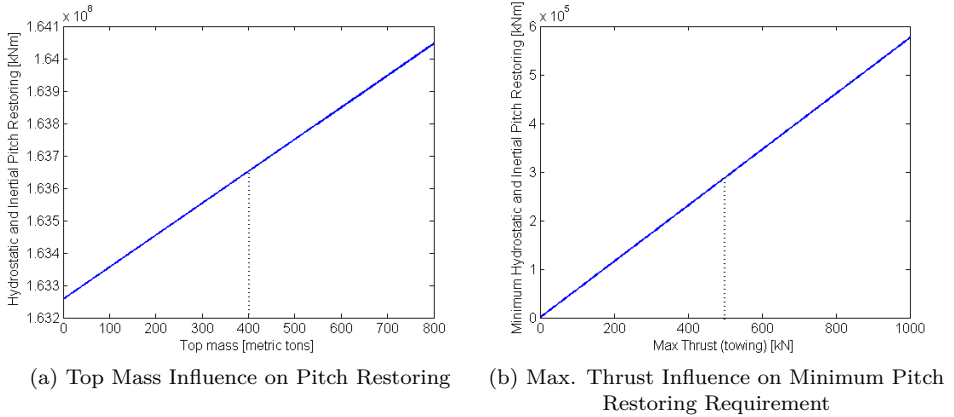 x 10^8
Hydrostatic and Inertial Pitch Restoring [kNm]
1.641
1.64
1.639
1.638
1.637
1.636
1.635
1.634
1.633
1.632
0 100 200 300 400 500 600 700 800
Top mass [metric tons]
(a) Top Mass Influence on Pitch Restoring
x 10^5
Minimum Hydrostatic and Inertial Pitch Restoring [kNm]
6
5
4
3
2
1
0
0 200 400 600 800 1000
Max Thrust (towing) [kN]
(b) Max. Thrust Influence on Minimum Pitch
Restoring Requirement